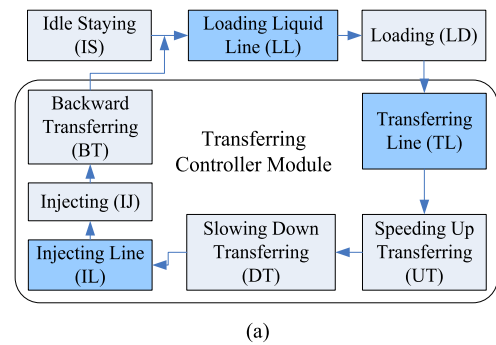 Idle Staying
(IS)
Loading Liquid
Line (LL)
Loading (LD)
Backward
Transferring
(BT)
Transferring
Controller Module
Transferring
Line (TL)
Injecting (IJ)
Injecting Line
(IL)
Slowing Down
Transferring
(DT)
Speeding Up
Transferring
(UT)
(a)